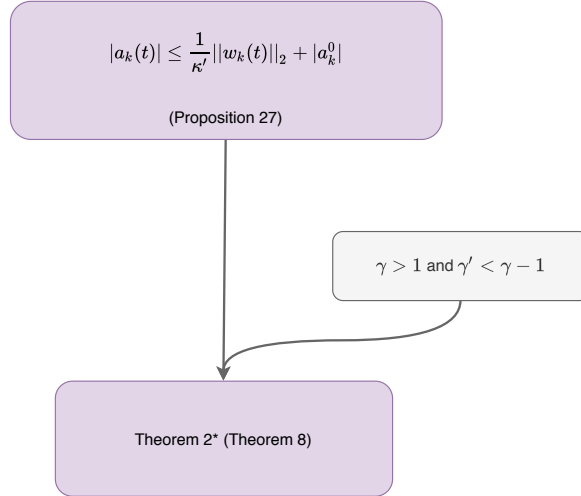 |a_k(t)| ≤ \frac{1}{κ'} ||w_k(t)||_2 + |a_k^0|
(Proposition 27)
γ > 1 and γ' < γ − 1
Theorem 2* (Theorem 8)